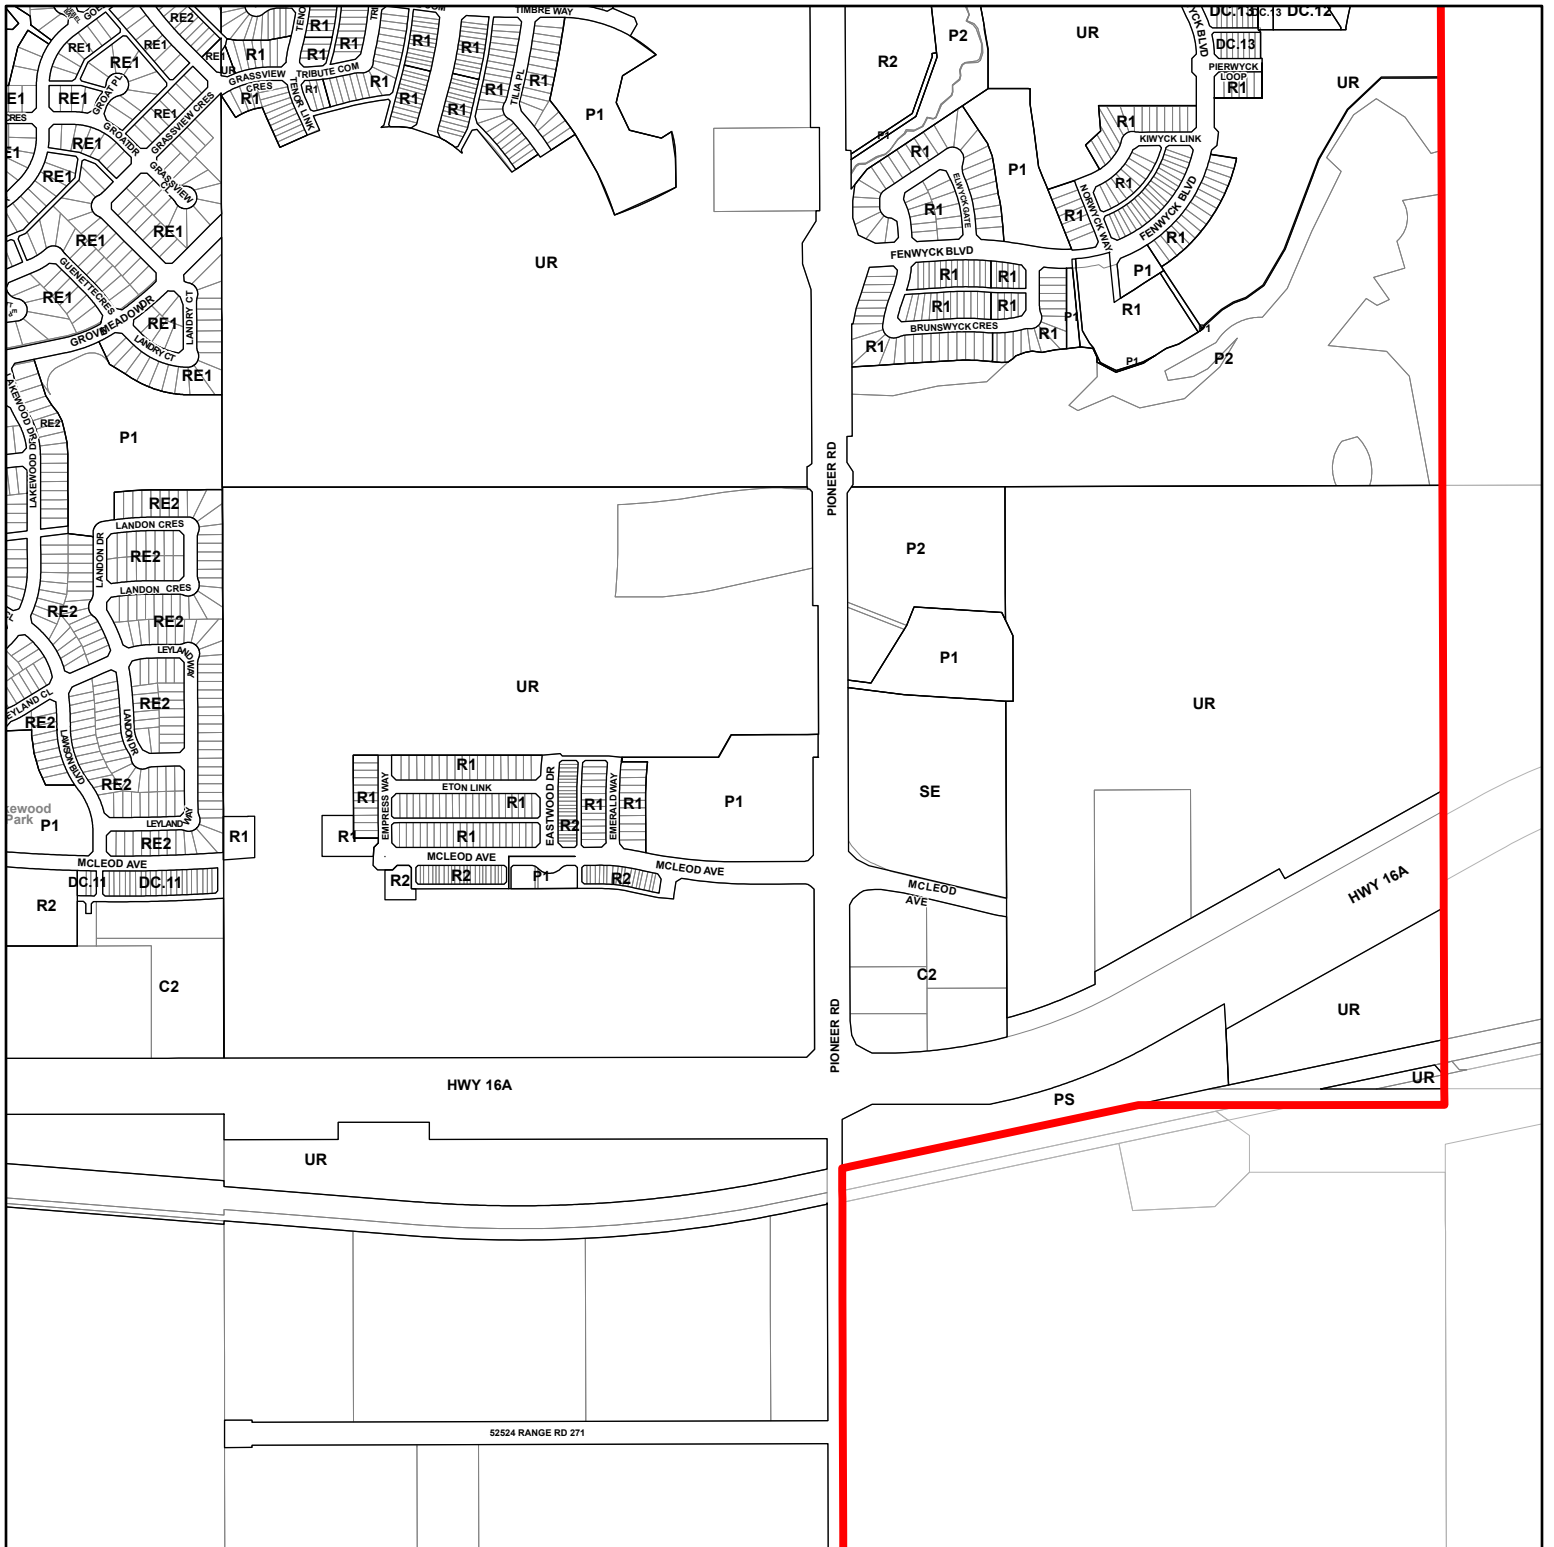 RE2
TIMBRE WAY
DC.13
DC.13
DC.12
R1
R1
R1
R1
R1
R1
P2
UR
RE1
RE1
RE1
RE1
UR
R2
DC.13
PIERWYCK
LOOP
R1
UR
GRASSVIEW
CRES
TRIBUTE COM
TENOR LINK
R1
R1
R1
R1
R1
R1
R1
TILIA PL
P1
RE1
GROAT PL
RE1
GRASSVIEW CRES
GROAT DR
RE1
RE1
GRASSVIEW
CL
P1
R1
P1
R1
KIWYCK LINK
R1
ELWYCK GATE
R1
NORWYCK WAY
R1
FENWYCK BLVD
R1
RE1
RE1
RE1
GUENETTE CRES
FENWYCK BLVD
UR
P1
R1
R1
R1
R1
R1
P1
P1
BRUNSWYCK CRES
R1
R1
P1
P2
GROVE MEADOW DR
RE1
LANDRY CT
LANDRY CT
RE1
LAKEWOOD DR
RE2
P1
LAKEWOOD DR
PIONEER RD
RE2
LANDON CRES
LANDON DR
RE2
LANDON CRES
RE2
RE2
P2
P1
LEYLAND WAY
UR
UR
RE2
RE2
LEYLAND CL
LAWSON BLVD
LANDON DR
RE2
LEYLAND WAY
RE2
kewood
Park
P1
R1
R1
R1
ETON LINK
R1
R1
R1
EMPRESS WAY
EASTWOOD DR
R2
R1
EMERALD WAY
R1
P1
SE
MCLEOD AVE
MCLEOD AVE
MCLEOD AVE
MCLEOD
AVE
DC.11
DC.11
R2
R2
R2
P1
R2
HWY 16A
C2
C2
UR
PIONEER RD
HWY 16A
PS
UR
UR
52524 RANGE RD 271